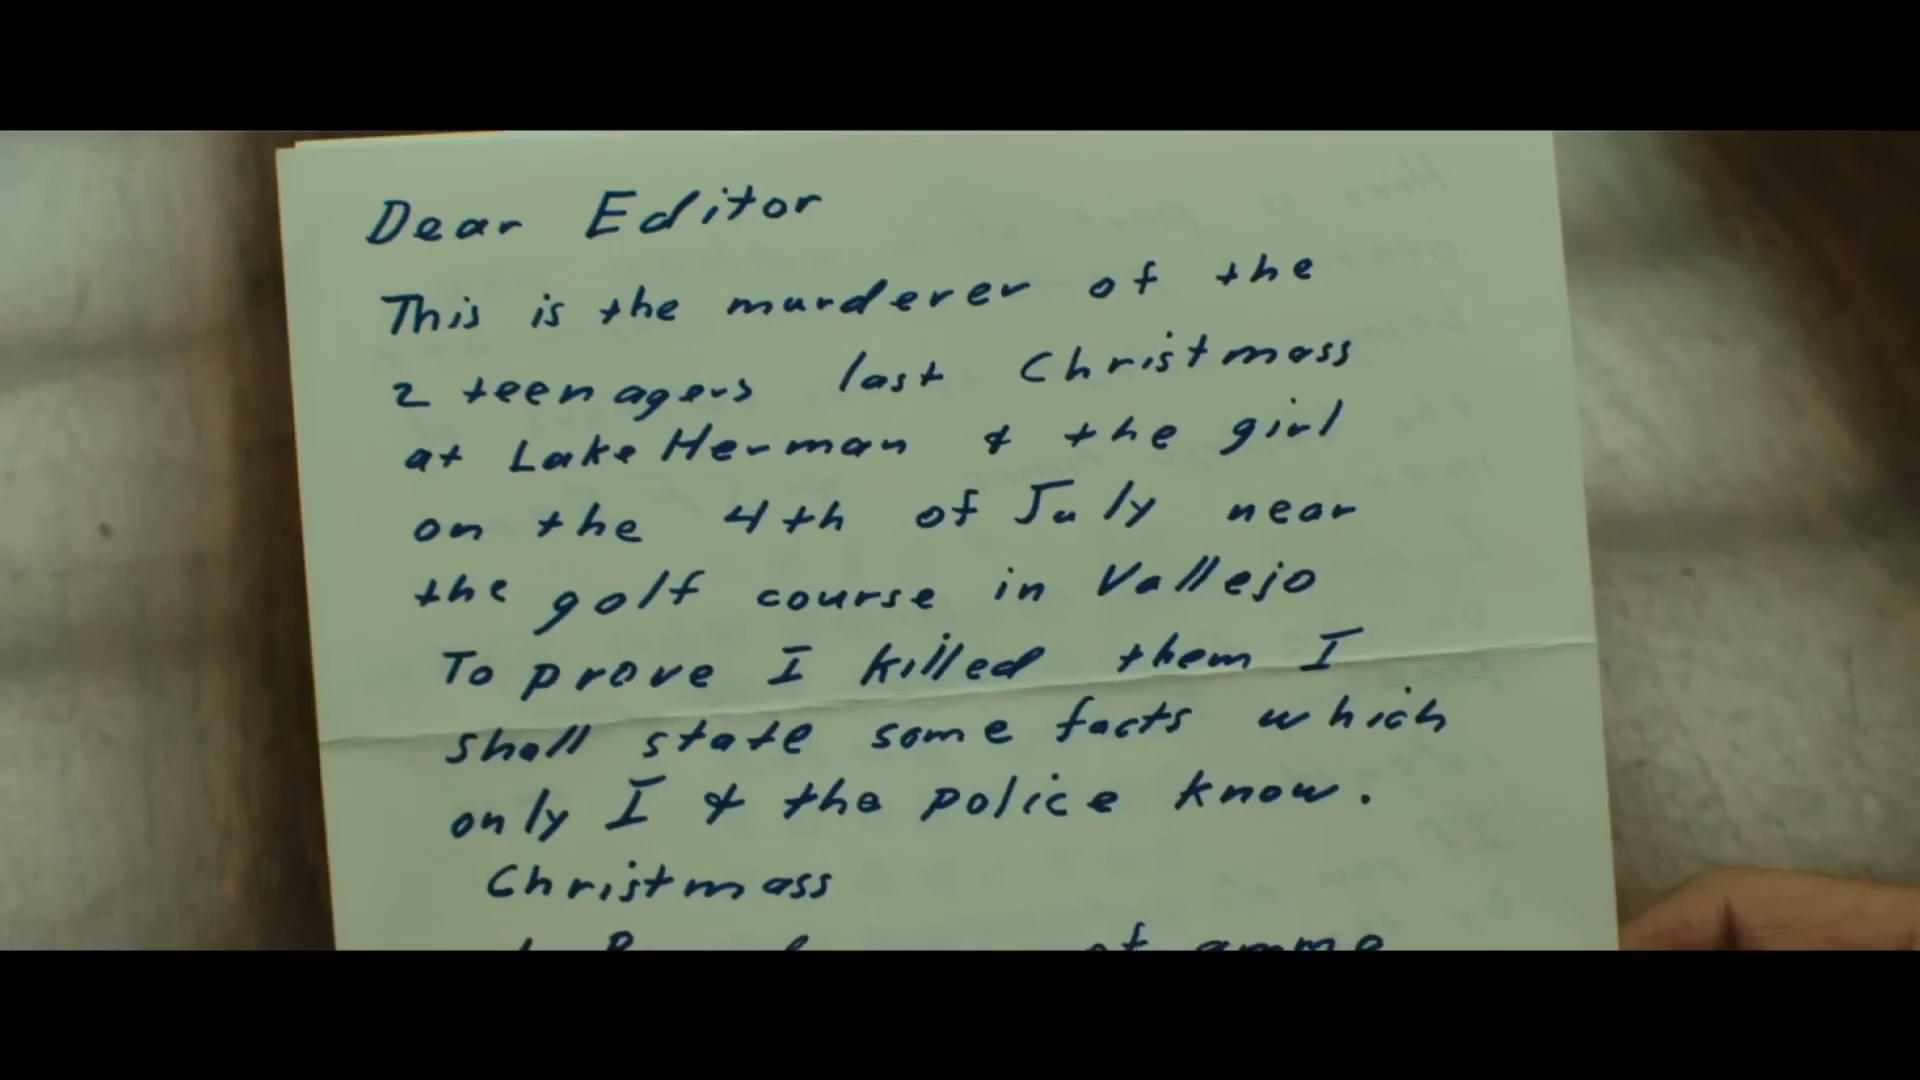 Dear Editor
This is the murderer of the
2 teenagers last Christmass
at Lake Herman & the girl
on the 4th of July near
the golf course in Vallejo
To prove I killed them I
shall state some facts which
only I & the police know.
Christmass
of ammo